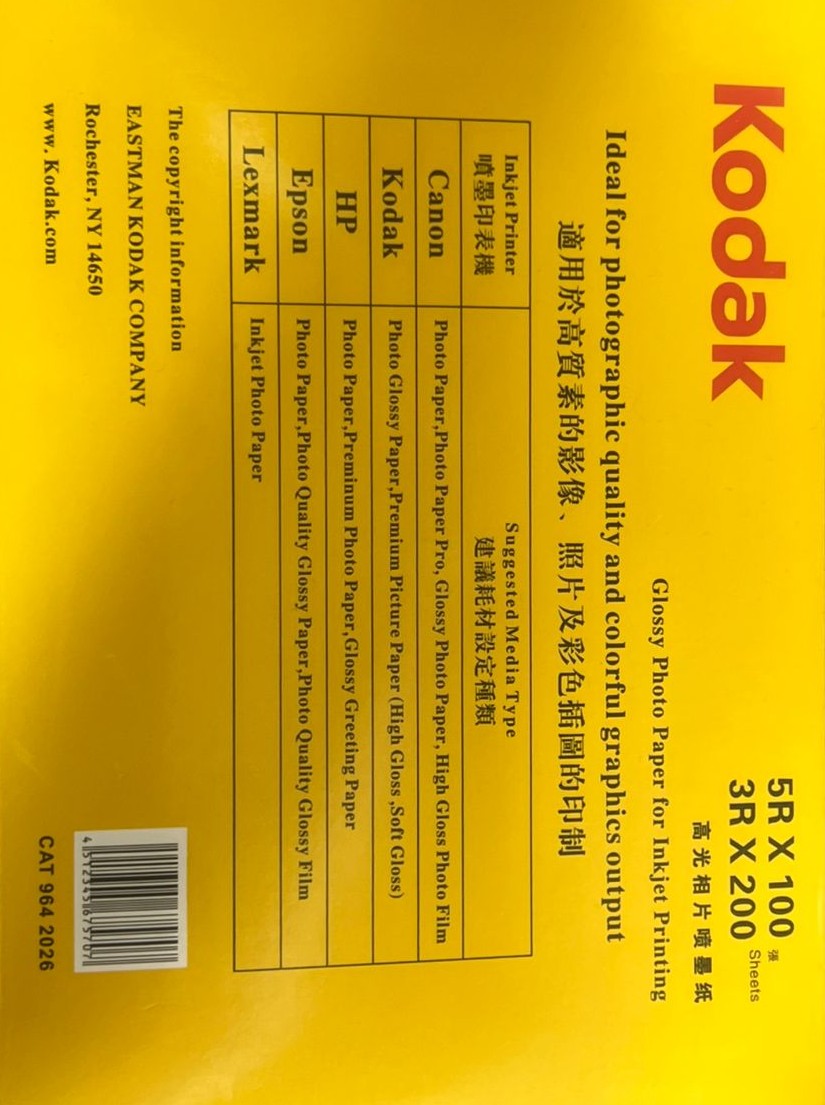 Kodak
5R X 100 張
3R X 200 Sheets
高光相片喷墨纸
Glossy Photo Paper for Inkjet Printing
Ideal for photographic quality and colorful graphics output
適用於高質素的影像、照片及彩色插圖的印制
Inkjet Printer Suggested Media Type
噴墨印表機 建議耗材設定種類
Canon Photo Paper,Photo Paper Pro, Glossy Photo Paper, High Gloss Photo Film
Kodak Photo Glossy Paper,Premium Picture Paper (High Gloss ,Soft Gloss)
HP Photo Paper,Preminum Photo Paper,Glossy Greeting Paper
Epson Photo Paper,Photo Quality Glossy Paper,Photo Quality Glossy Film
Lexmark Inkjet Photo Paper
The copyright information
EASTMAN KODAK COMPANY
Rochester, NY 14650
www. Kodak.com
4 512345 675707
CAT 964 2026